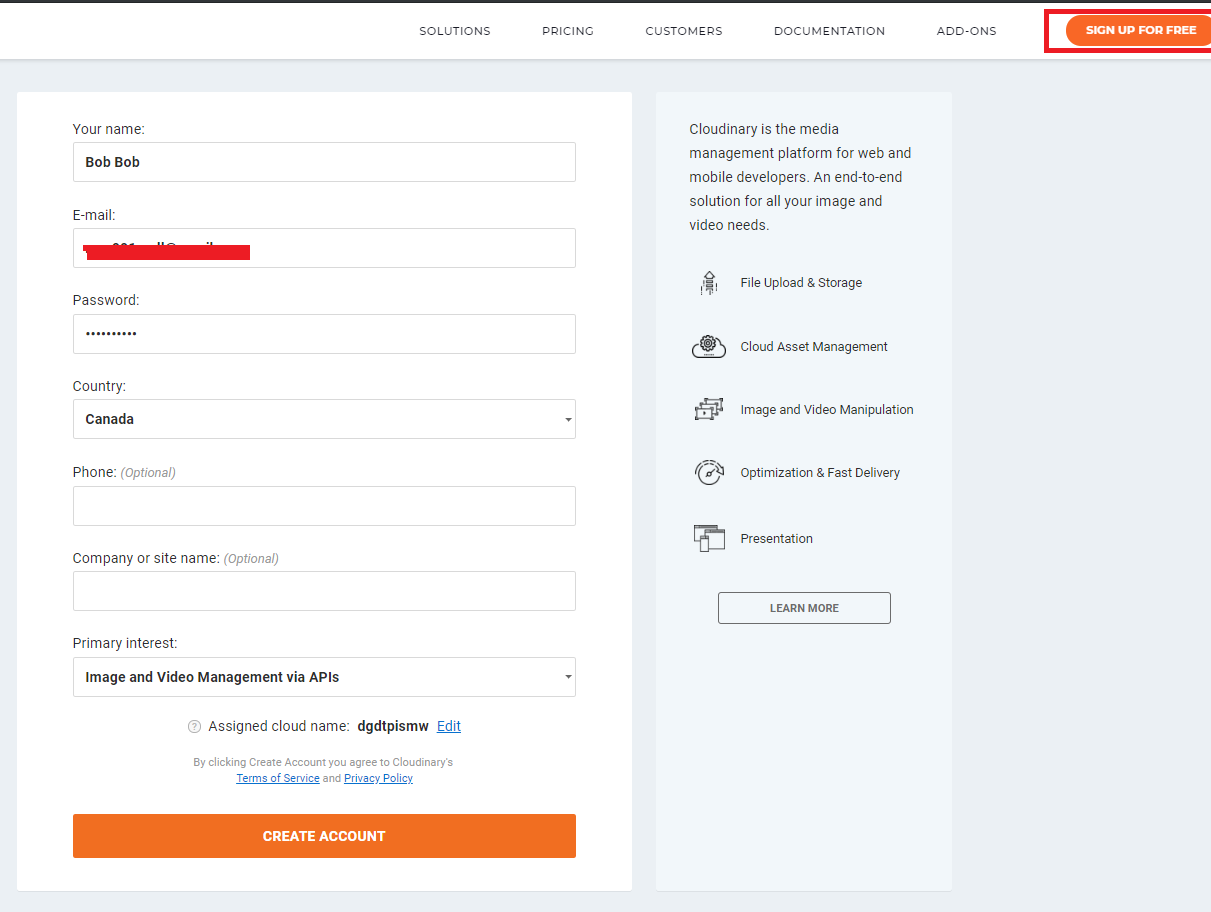 SOLUTIONS PRICING CUSTOMERS DOCUMENTATION ADD-ONS SIGN UP FOR FREE
Your name:
Bob Bob
E-mail:
Password:
••••••••••
Country:
Canada
Phone: (Optional)
Company or site name: (Optional)
Primary interest:
Image and Video Management via APIs
? Assigned cloud name: dgdtpismw Edit
By clicking Create Account you agree to Cloudinary's
Terms of Service and Privacy Policy
CREATE ACCOUNT
Cloudinary is the media
management platform for web and
mobile developers. An end-to-end
solution for all your image and
video needs.
File Upload & Storage
Cloud Asset Management
Image and Video Manipulation
Optimization & Fast Delivery
Presentation
LEARN MORE